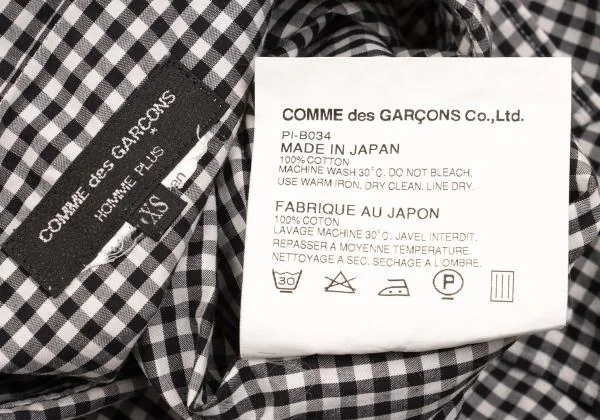 COMME des GARCONS
HOMME PLUS
XS
COMME des GARÇONS Co.,Ltd.
PI-B034
MADE IN JAPAN
100% COTTON
MACHINE WASH 30°C. DO NOT BLEACH.
USE WARM IRON. DRY CLEAN. LINE DRY.
FABRIQUE AU JAPON
100% COTON
LAVAGE MACHINE 30°C. JAVEL INTERDIT.
REPASSER A MOYENNE TEMPERATURE.
NETTOYAGE A SEC. SECHAGE A L'OMBRE.
30 P